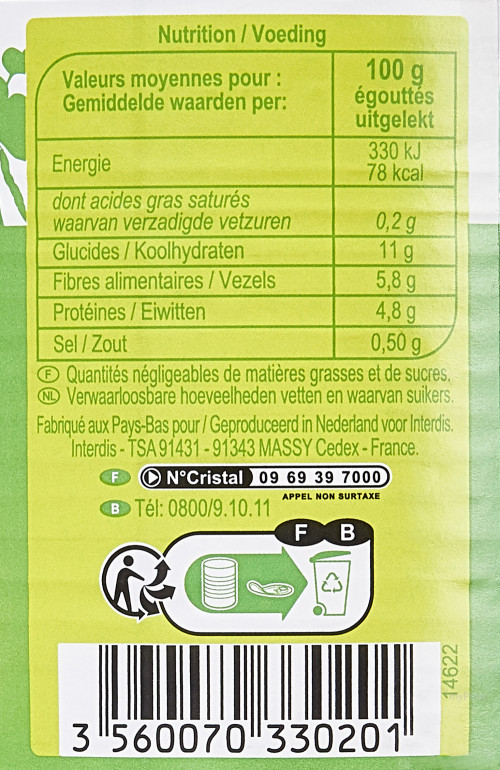 Nutrition / Voeding
Valeurs moyennes pour :
Gemiddelde waarden per:
100 g
égouttés
uitgelekt
Energie
330 kJ
78 kcal
dont acides gras saturés
waarvan verzadigde vetzuren 0,2 g
Glucides / Koolhydraten 11 g
Fibres alimentaires / Vezels 5,8 g
Protéines / Eiwitten 4,8 g
Sel / Zout 0,50 g
F Quantités négligeables de matières grasses et de sucres.
NL Verwaarloosbare hoeveelheden vetten en waarvan suikers.
Fabriqué aux Pays-Bas pour / Geproduceerd in Nederland voor Interdis.
Interdis - TSA 91431 - 91343 MASSY Cedex - France.
F N°Cristal 09 69 39 7000
APPEL NON SURTAXE
B Tél: 0800/9.10.11
F B
14622
3 560070 330201